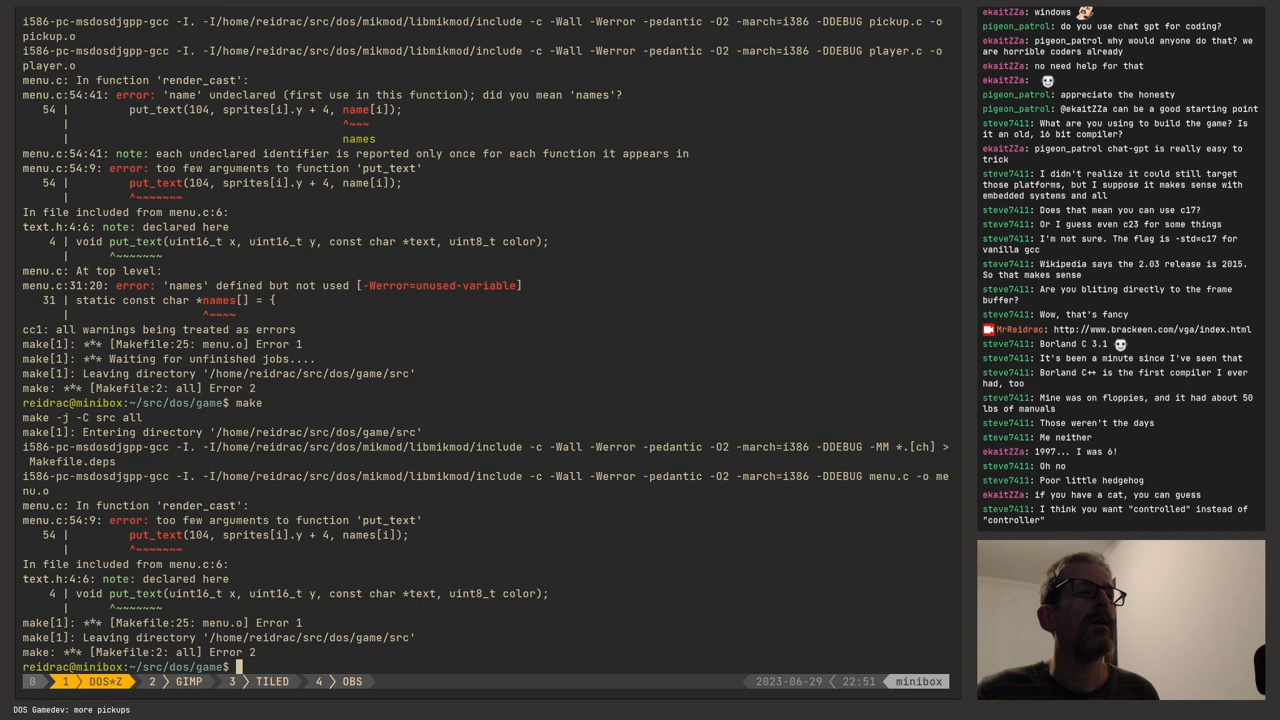 i586-pc-msdosdjgpp-gcc -I. -I/home/reidrac/src/dos/mikmod/libmikmod/include -c -Wall -Werror -pedantic -O2 -march=i386 -DDEBUG pickup.c -o
pickup.o
i586-pc-msdosdjgpp-gcc -I. -I/home/reidrac/src/dos/mikmod/libmikmod/include -c -Wall -Werror -pedantic -O2 -march=i386 -DDEBUG player.c -o
player.o
menu.c: In function 'render_cast':
menu.c:54:41: error: 'name' undeclared (first use in this function); did you mean 'names'?
54 | put_text(104, sprites[i].y + 4, name[i]);
| ^~~~
| names
menu.c:54:41: note: each undeclared identifier is reported only once for each function it appears in
menu.c:54:9: error: too few arguments to function 'put_text'
54 | put_text(104, sprites[i].y + 4, name[i]);
| ^~~~~~~~
In file included from menu.c:6:
text.h:4:6: note: declared here
4 | void put_text(uint16_t x, uint16_t y, const char *text, uint8_t color);
| ^~~~~~~~
menu.c: At top level:
menu.c:31:20: error: 'names' defined but not used [-Werror=unused-variable]
31 | static const char *names[] = {
| ^~~~~
cc1: all warnings being treated as errors
make[1]: *** [Makefile:25: menu.o] Error 1
make[1]: *** Waiting for unfinished jobs....
make[1]: Leaving directory '/home/reidrac/src/dos/game/src'
make: *** [Makefile:2: all] Error 2
reidrac@minibox:~/src/dos/game$ make
make -j -C src all
make[1]: Entering directory '/home/reidrac/src/dos/game/src'
i586-pc-msdosdjgpp-gcc -I. -I/home/reidrac/src/dos/mikmod/libmikmod/include -c -Wall -Werror -pedantic -O2 -march=i386 -DDEBUG -MM *.[ch] >
Makefile.deps
i586-pc-msdosdjgpp-gcc -I. -I/home/reidrac/src/dos/mikmod/libmikmod/include -c -Wall -Werror -pedantic -O2 -march=i386 -DDEBUG menu.c -o me
nu.o
menu.c: In function 'render_cast':
menu.c:54:9: error: too few arguments to function 'put_text'
54 | put_text(104, sprites[i].y + 4, names[i]);
| ^~~~~~~~
In file included from menu.c:6:
text.h:4:6: note: declared here
4 | void put_text(uint16_t x, uint16_t y, const char *text, uint8_t color);
| ^~~~~~~~
make[1]: *** [Makefile:25: menu.o] Error 1
make[1]: Leaving directory '/home/reidrac/src/dos/game/src'
make: *** [Makefile:2: all] Error 2
reidrac@minibox:~/src/dos/game$
0 1 DOS*Z 2 GIMP 3 TILED 4 OBS 2023-06-29 22:51 minibox
DOS Gamedev: more pickups
ekaitZZa: windows
pigeon_patrol: do you use chat gpt for coding?
ekaitZZa: pigeon_patrol why would anyone do that? we
are horrible coders already
ekaitZZa: no need help for that
ekaitZZa:
pigeon_patrol: appreciate the honesty
pigeon_patrol: @ekaitZZa can be a good starting point
steve7411: What are you using to build the game? Is
it an old, 16 bit compiler?
ekaitZZa: pigeon_patrol chat-gpt is really easy to
trick
steve7411: I didn't realize it could still target
those platforms, but I suppose it makes sense with
embedded systems and all
steve7411: Does that mean you can use c17?
steve7411: Or I guess even c23 for some things
steve7411: I'm not sure. The flag is -std=c17 for
vanilla gcc
steve7411: Wikipedia says the 2.03 release is 2015.
So that makes sense
steve7411: Are you bliting directly to the frame
buffer?
steve7411: Wow, that's fancy
MrReidrac: http://www.brackeen.com/vga/index.html
steve7411: Borland C 3.1
steve7411: It's been a minute since I've seen that
steve7411: Borland C++ is the first compiler I ever
had, too
steve7411: Mine was on floppies, and it had about 50
lbs of manuals
steve7411: Those weren't the days
steve7411: Me neither
ekaitZZa: 1997... I was 6!
steve7411: Oh no
steve7411: Poor little hedgehog
ekaitZZa: if you have a cat, you can guess
steve7411: I think you want "controlled" instead of
"controller"